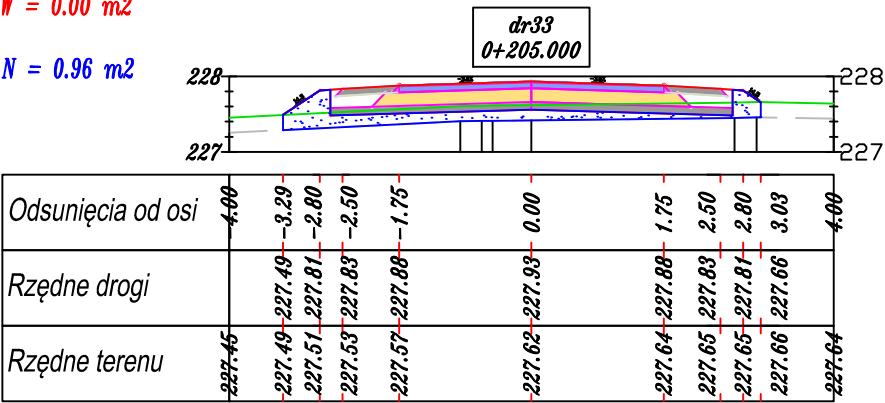 W = 0.00 m2
dr33
0+205.000
N = 0.96 m2
228 228
227 227
Odsunięcia od osi -4.00 -3.29 -2.80 -2.50 -1.75 0.00 1.75 2.50 2.80 3.03 4.00
Rzędne drogi 227.49 227.81 227.83 227.88 227.93 227.88 227.83 227.81 227.66
Rzędne terenu 227.45 227.49 227.51 227.53 227.57 227.62 227.64 227.65 227.65 227.66 227.64